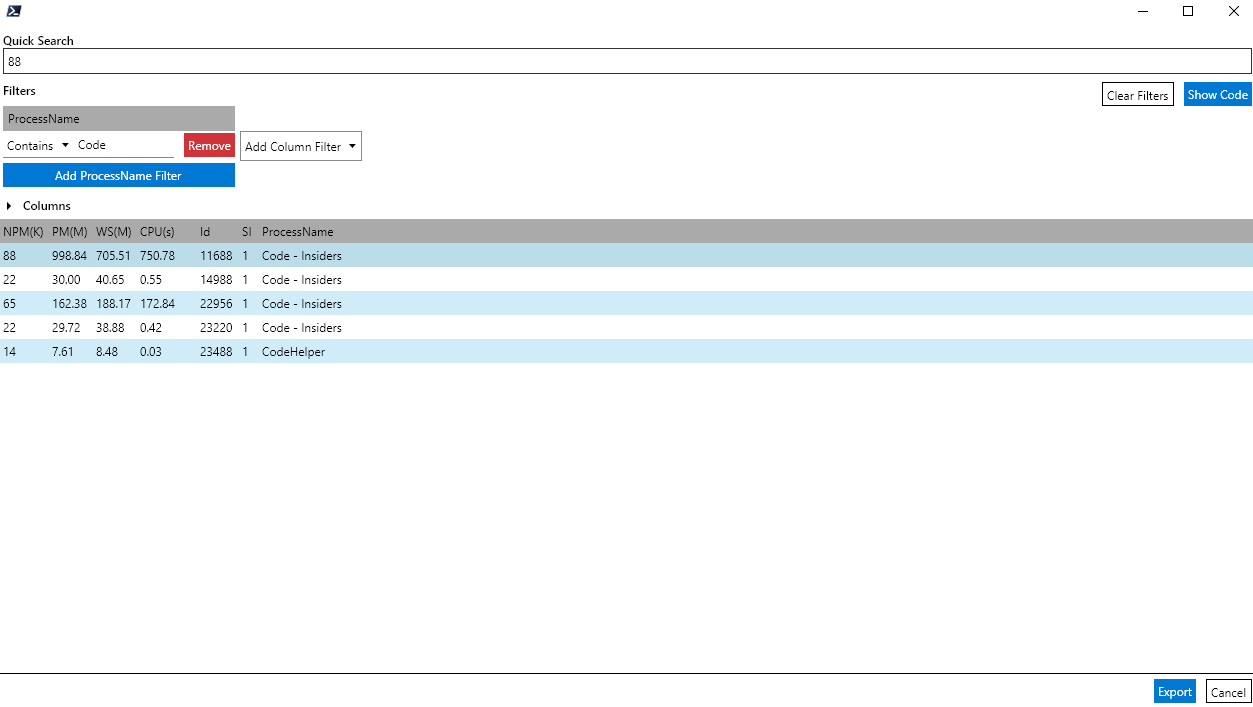 Quick Search
88
Filters
Clear Filters Show Code
ProcessName
Contains Code Remove Add Column Filter
Add ProcessName Filter
Columns
NPM(K) PM(M) WS(M) CPU(s) Id SI ProcessName
88 998.84 705.51 750.78 11688 1 Code - Insiders
22 30.00 40.65 0.55 14988 1 Code - Insiders
65 162.38 188.17 172.84 22956 1 Code - Insiders
22 29.72 38.88 0.42 23220 1 Code - Insiders
14 7.61 8.48 0.03 23488 1 CodeHelper
Export Cancel